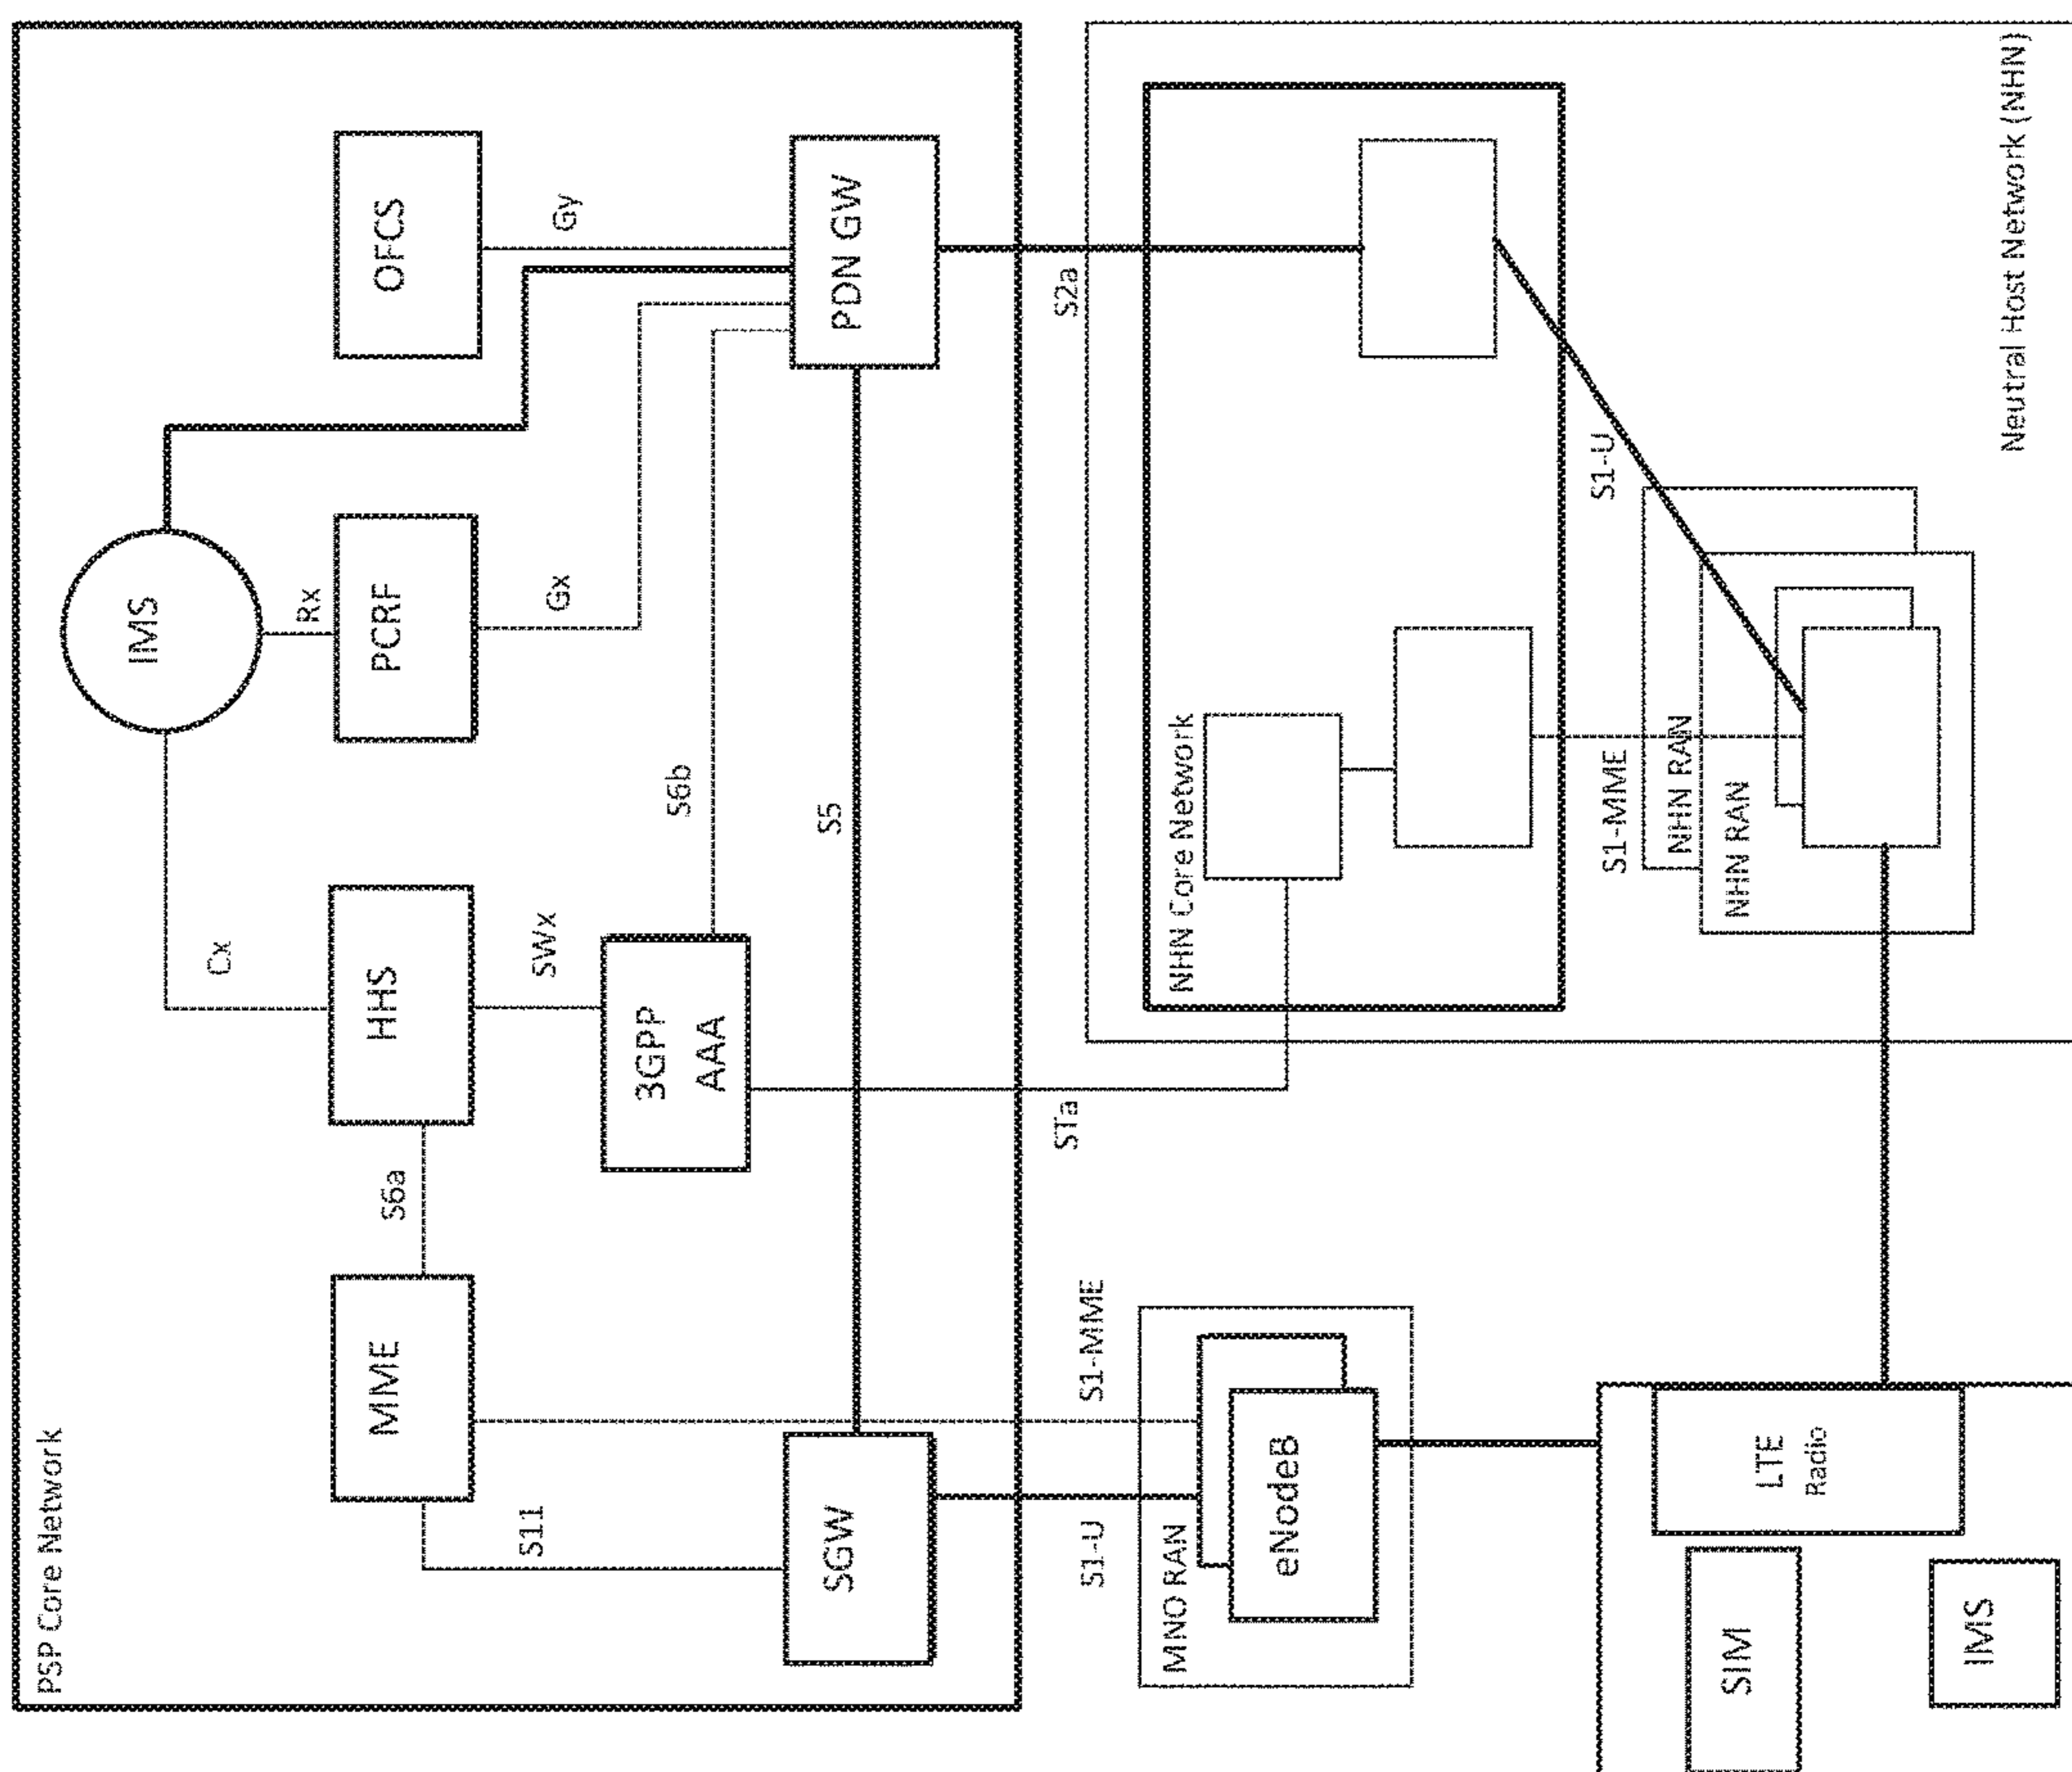 PSP Core Network
IMS
OFCS
PCRF
HHS
MME
Cx
Rx
Gy
Gx
S6a
SWx
S11
3GPP
AAA
S6b
S5
SGW
PDN GW
S1-U
S1-MME
STa
S2a
MNO RAN
eNodeB
NHN Core Network
S1-MME
S1-U
NHN RAN
NHN RAN
Neutral Host Network (NHN)
LTE
Radio
SIM
IMS